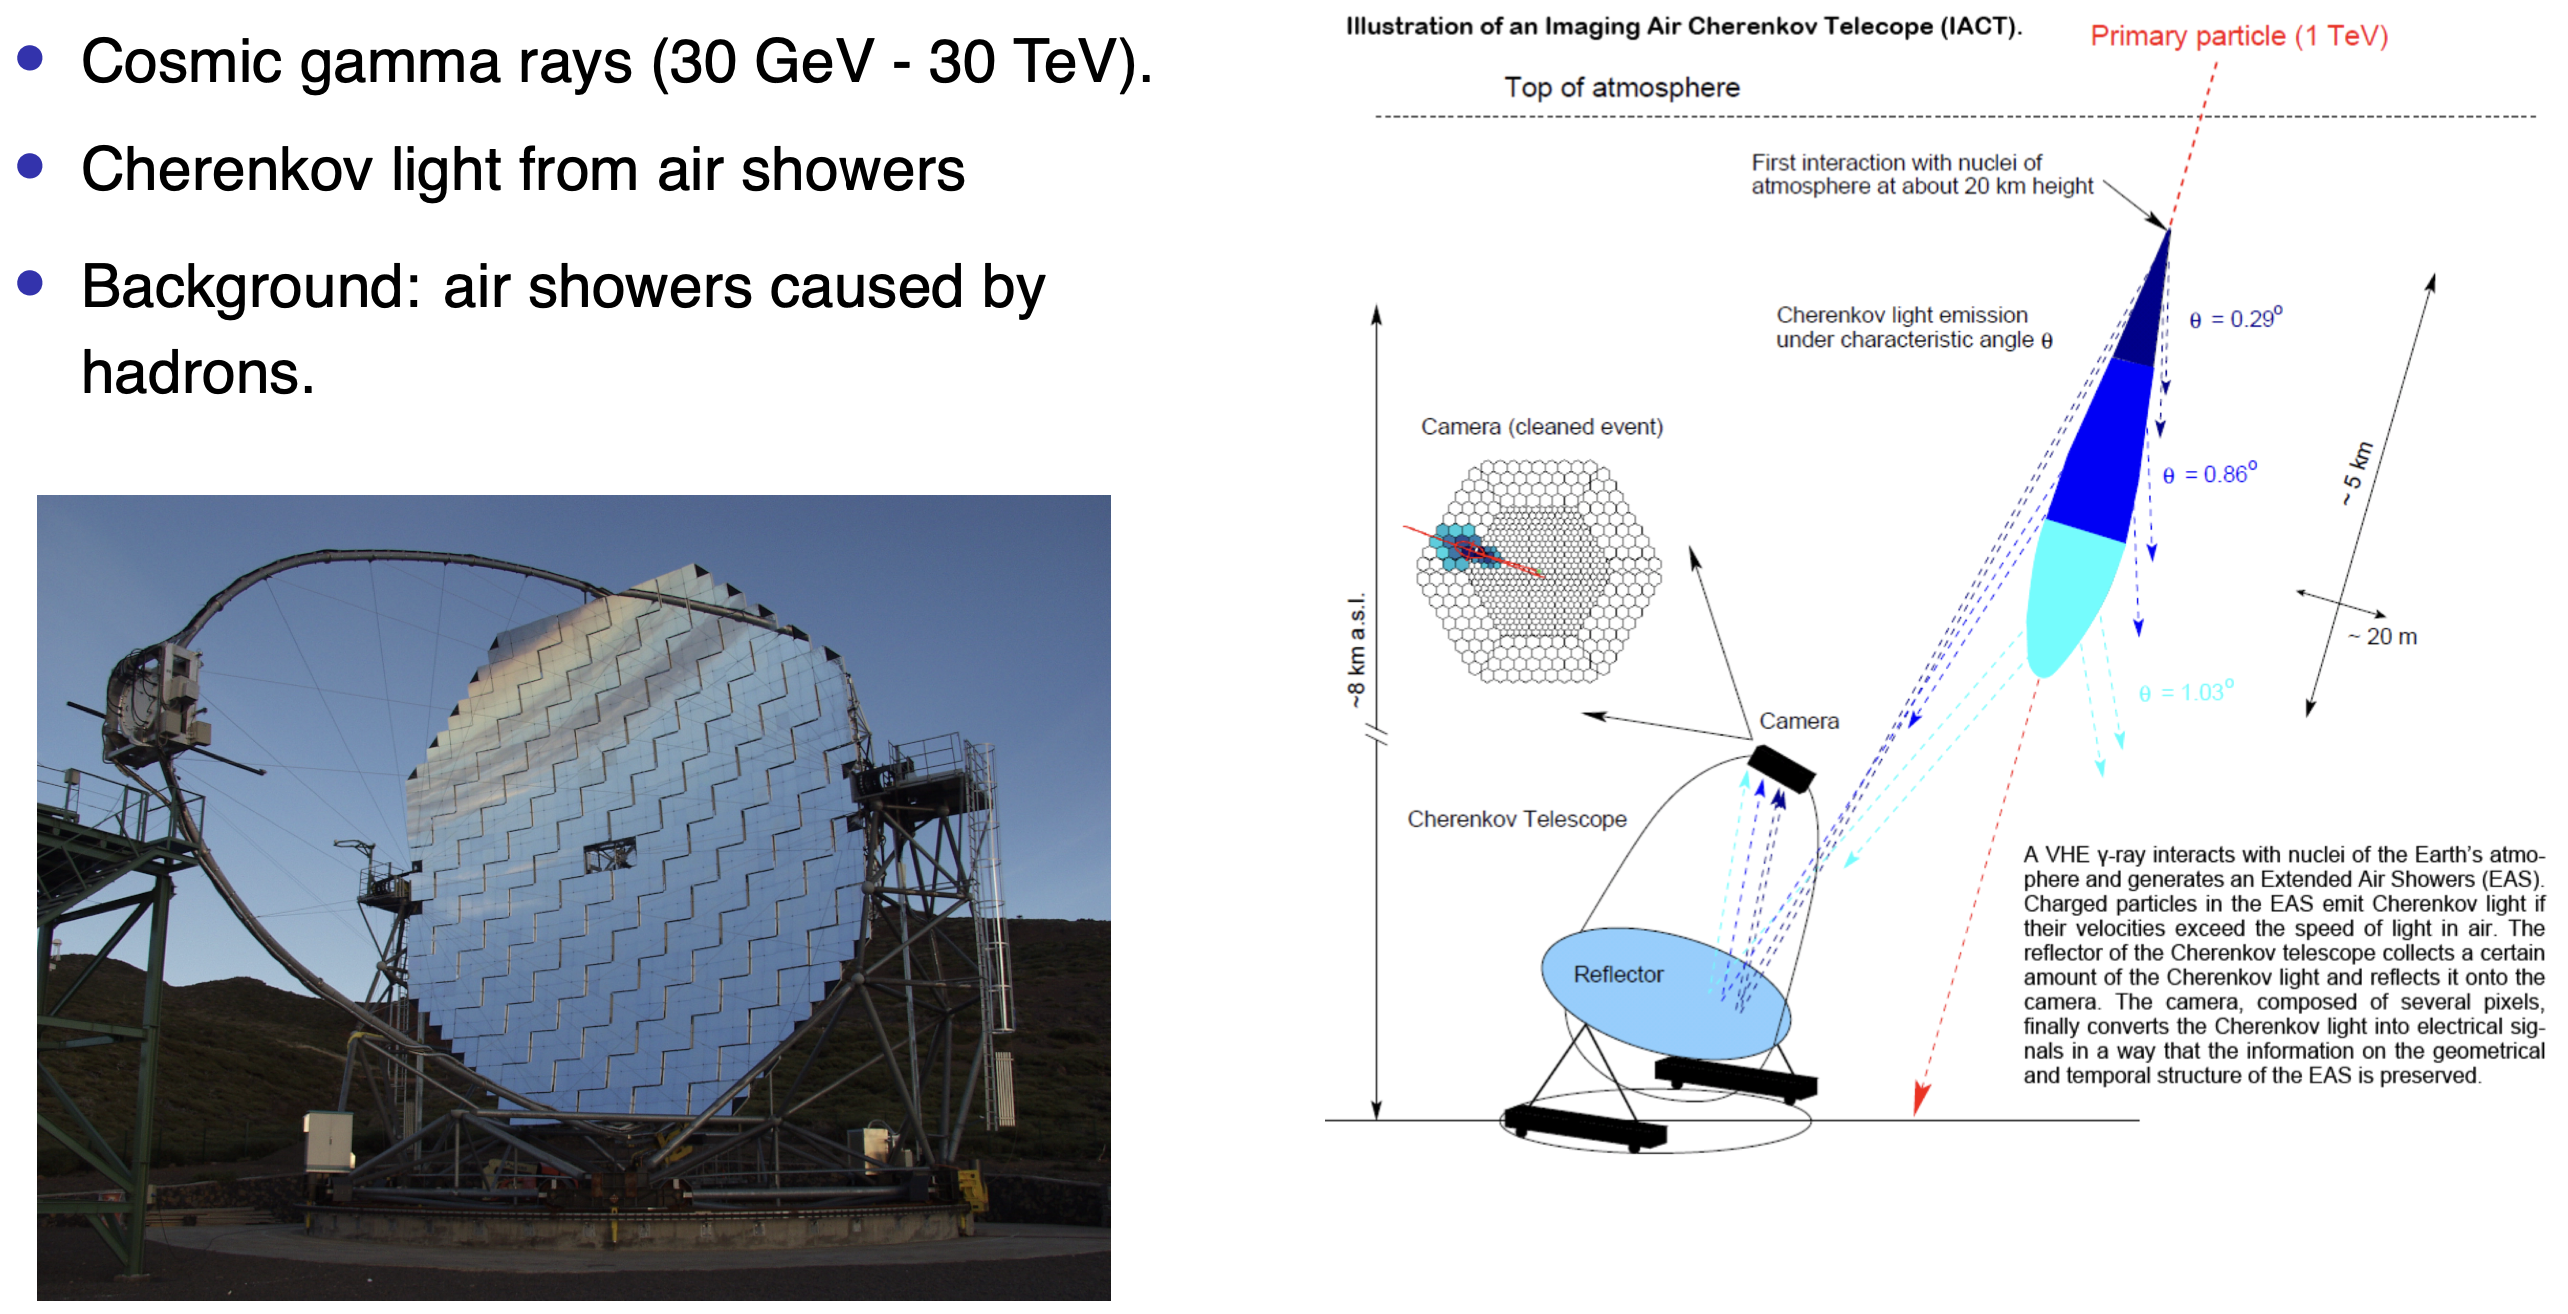 Cosmic gamma rays (30 GeV - 30 TeV).
Cherenkov light from air showers
Background: air showers caused by
hadrons.
Illustration of an Imaging Air Cherenkov Telecope (IACT).
Primary particle (1 TeV)
Top of atmosphere
First interaction with nuclei of
atmosphere at about 20 km height
Cherenkov light emission
under characteristic angle θ
θ = 0.29°
Camera (cleaned event)
θ = 0.86°
~ 5 km
~8 km a.s.l.
~ 20 m
θ = 1.03°
Camera
Cherenkov Telescope
Reflector
A VHE γ-ray interacts with nuclei of the Earth's atmo-
phere and generates an Extended Air Showers (EAS).
Charged particles in the EAS emit Cherenkov light if
their velocities exceed the speed of light in air. The
reflector of the Cherenkov telescope collects a certain
amount of the Cherenkov light and reflects it onto the
camera. The camera, composed of several pixels,
finally converts the Cherenkov light into electrical sig-
nals in a way that the information on the geometrical
and temporal structure of the EAS is preserved.